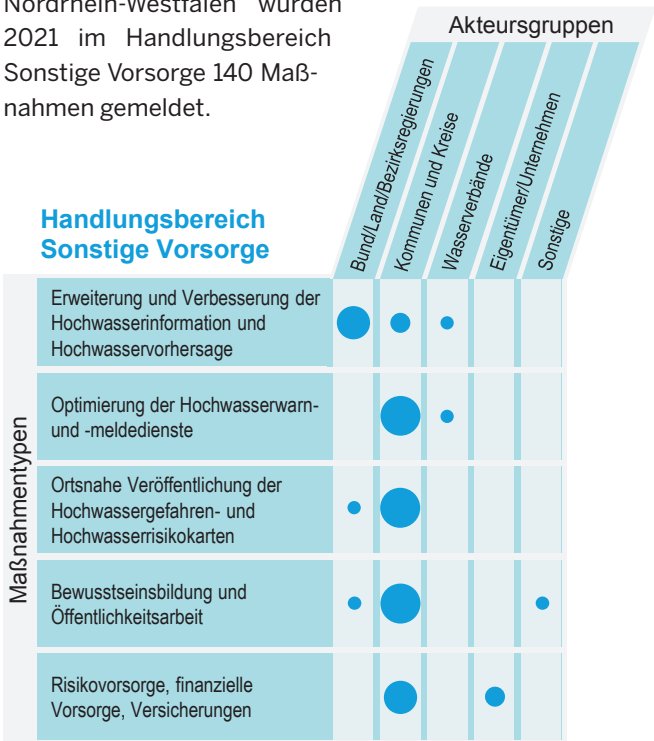 Nordrhein-Westfalen wurden
2021 im Handlungsbereich
Sonstige Vorsorge 140 Maß-
nahmen gemeldet.
Akteursgruppen
Bund/Land/Bezirksregierungen
Kommunen und Kreise
Wasserverbände
Eigentümer/Unternehmen
Sonstige
Handlungsbereich
Sonstige Vorsorge
Maßnahmentypen
Erweiterung und Verbesserung der
Hochwasserinformation und
Hochwasservorhersage
Optimierung der Hochwasserwarn-
und -meldedienste
Ortsnahe Veröffentlichung der
Hochwassergefahren- und
Hochwasserrisikokarten
Bewusstseinsbildung und
Öffentlichkeitsarbeit
Risikovorsorge, finanzielle
Vorsorge, Versicherungen